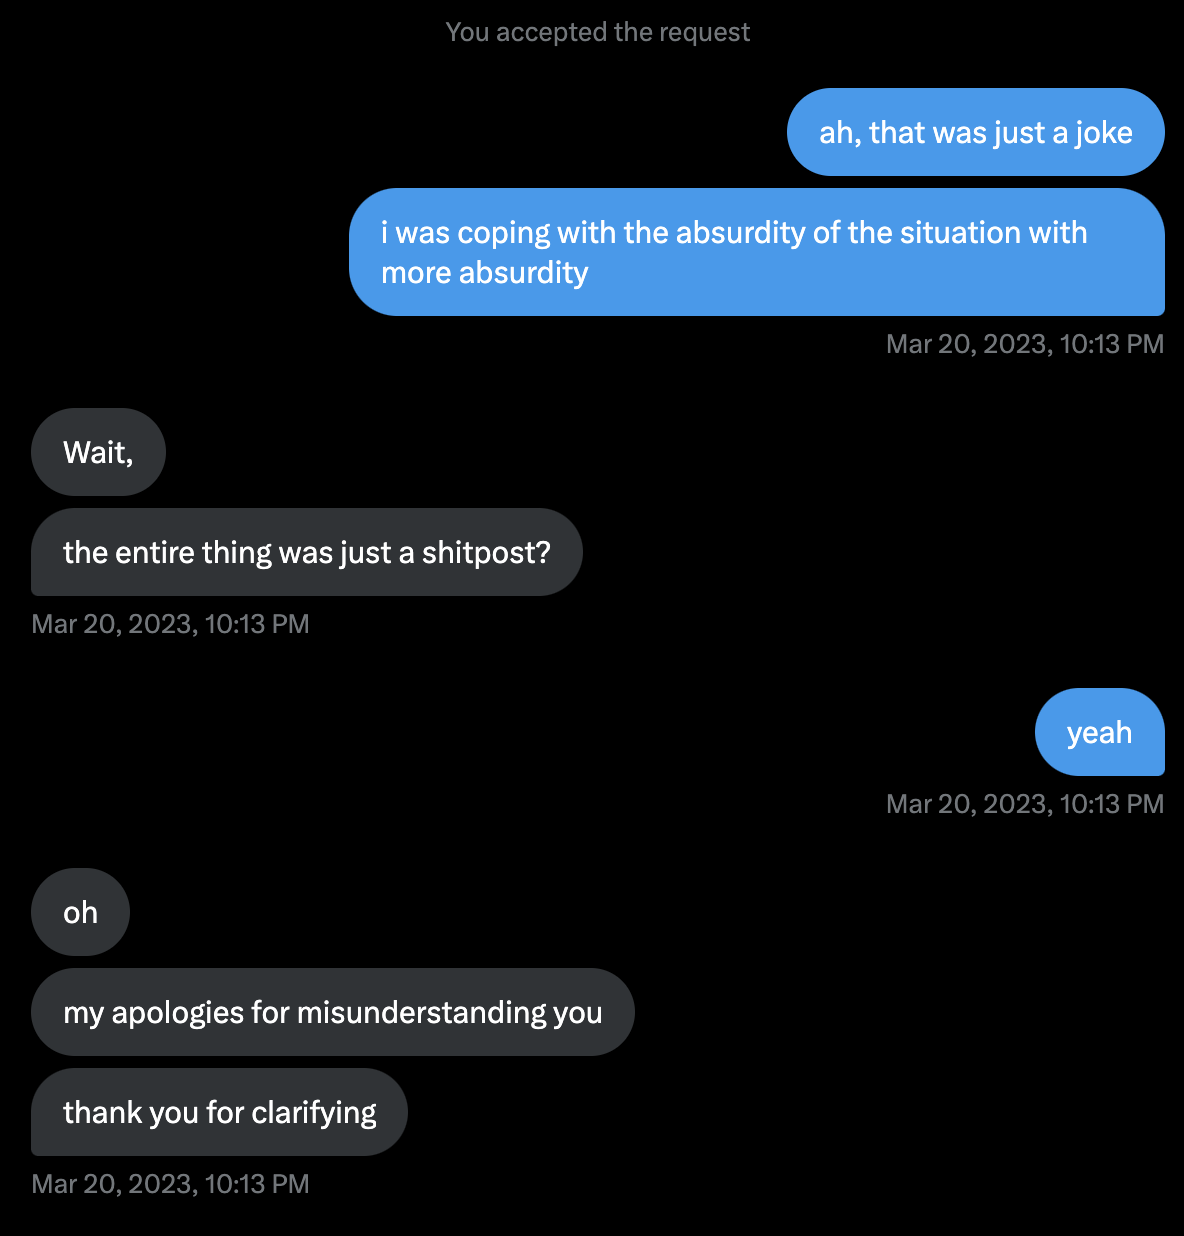 You accepted the request
ah, that was just a joke
i was coping with the absurdity of the situation with
more absurdity
Mar 20, 2023, 10:13 PM
Wait,
the entire thing was just a shitpost?
Mar 20, 2023, 10:13 PM
yeah
Mar 20, 2023, 10:13 PM
oh
my apologies for misunderstanding you
thank you for clarifying
Mar 20, 2023, 10:13 PM